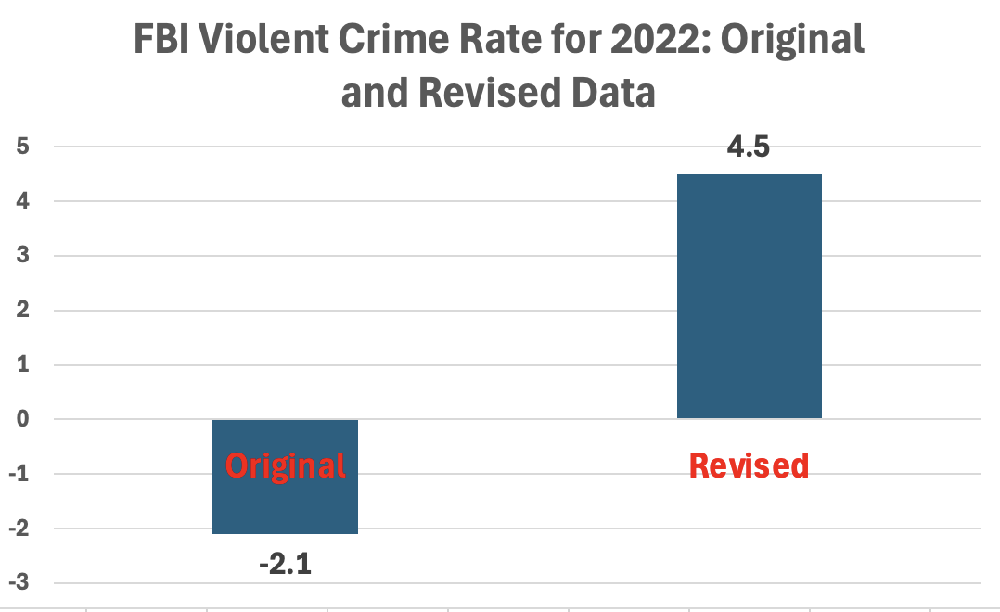 FBI Violent Crime Rate for 2022: Original
and Revised Data
5
4.5
4
3
2
1
0
Original
Revised
-1
-2
-2.1
-3